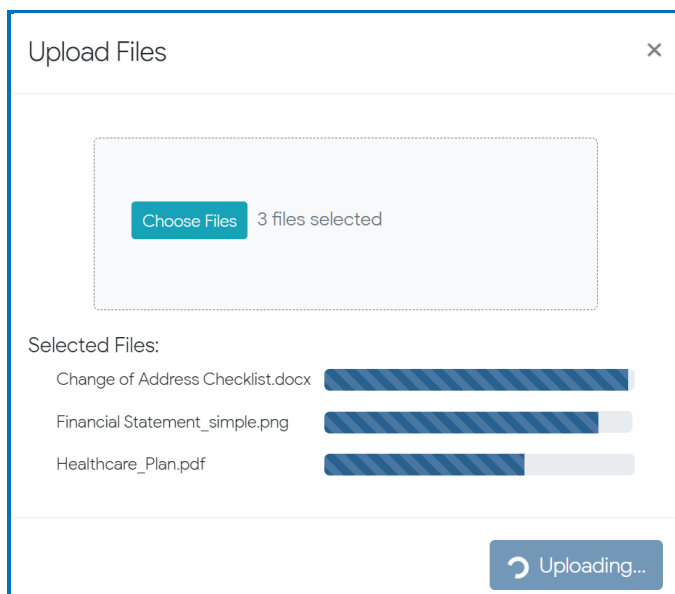 Upload Files
Choose Files 3 files selected
Selected Files:
Change of Address Checklist.docx
Financial Statement_simple.png
Healthcare_Plan.pdf
Uploading...